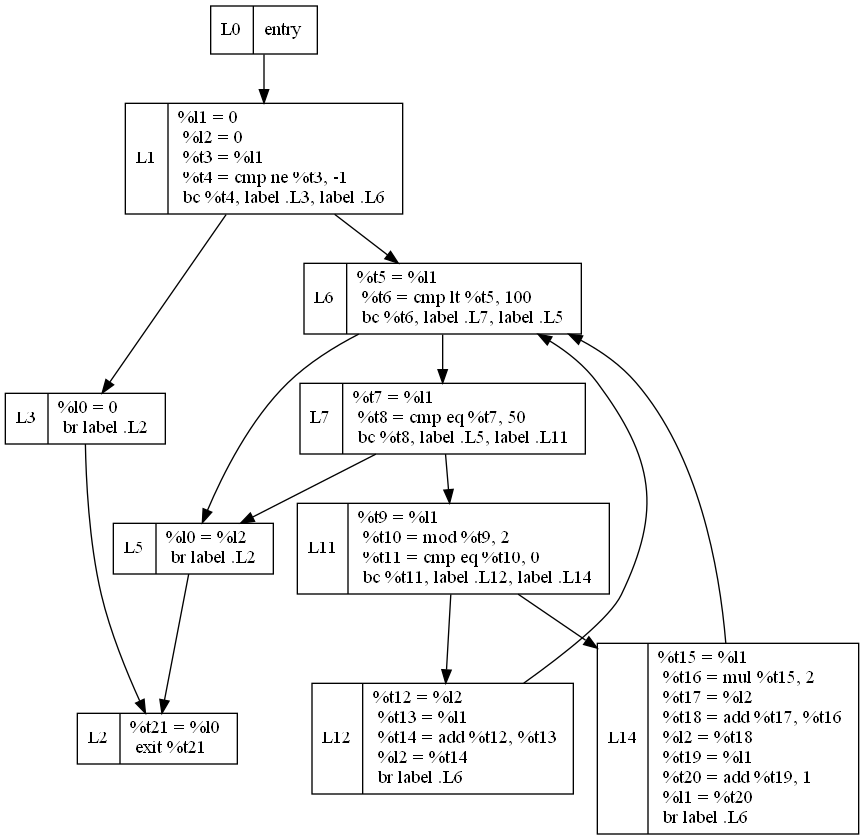 L0
entry
L1
%l1 = 0
%l2 = 0
%t3 = %l1
%t4 = cmp ne %t3, -1
bc %t4, label .L3, label .L6
L6
%t5 = %l1
%t6 = cmp lt %t5, 100
bc %t6, label .L7, label .L5
L3
%l0 = 0
br label .L2
L7
%t7 = %l1
%t8 = cmp eq %t7, 50
bc %t8, label .L5, label .L11
L5
%l0 = %l2
br label .L2
L11
%t9 = %l1
%t10 = mod %t9, 2
%t11 = cmp eq %t10, 0
bc %t11, label .L12, label .L14
L2
%t21 = %l0
exit %t21
L12
%t12 = %l2
%t13 = %l1
%t14 = add %t12, %t13
%l2 = %t14
br label .L6
L14
%t15 = %l1
%t16 = mul %t15, 2
%t17 = %l2
%t18 = add %t17, %t16
%l2 = %t18
%t19 = %l1
%t20 = add %t19, 1
%l1 = %t20
br label .L6